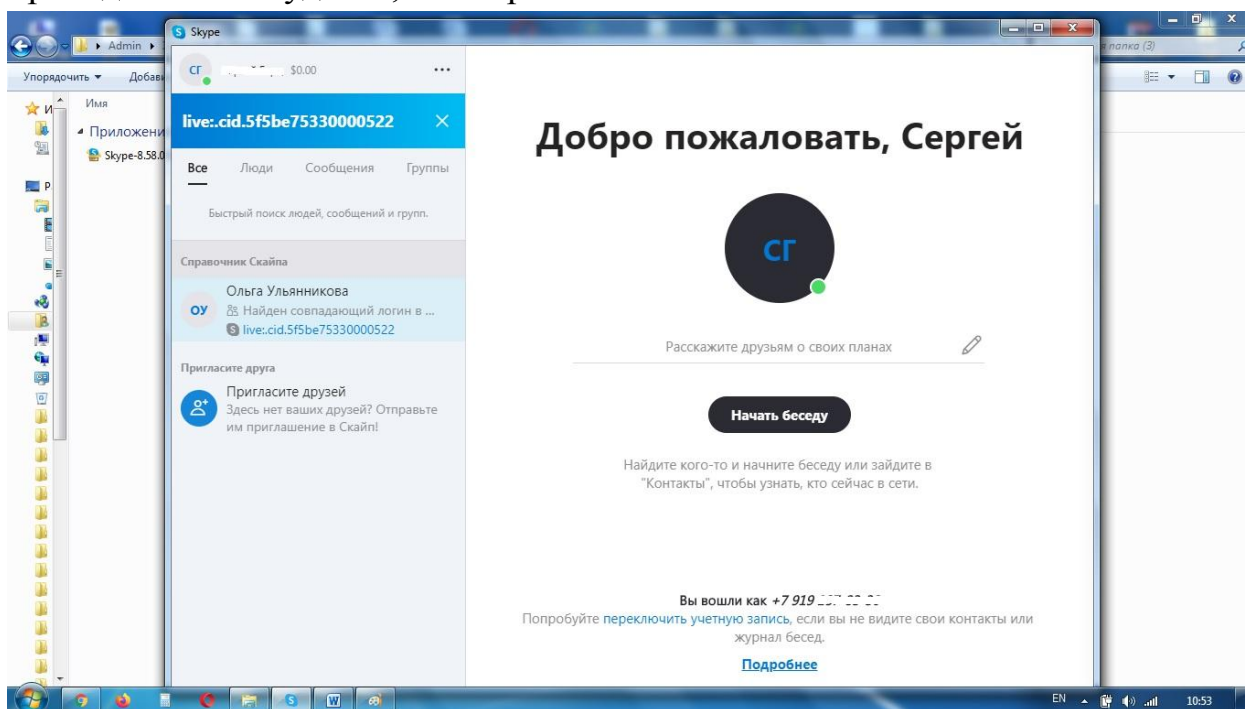 Skype
Admin
папка (3)
Упорядочить
Добави
Имя
Приложени
Skype-8.58.0
СГ
$0.00
live:.cid.5f5be75330000522
Все Люди Сообщения Группы
Быстрый поиск людей, сообщений и групп.
Справочник Скайпа
ОУ
Ольга Ульянникова
Найден совпадающий логин в ...
live:.cid.5f5be75330000522
Пригласите друга
Пригласите друзей
Здесь нет ваших друзей? Отправьте
им приглашение в Скайп!
Добро пожаловать, Сергей
СГ
Расскажите друзьям о своих планах
Начать беседу
Найдите кого-то и начните беседу или зайдите в
"Контакты", чтобы узнать, кто сейчас в сети.
Вы вошли как +7 919
Попробуйте переключить учетную запись, если вы не видите свои контакты или
журнал бесед.
Подробнее
EN
10:53